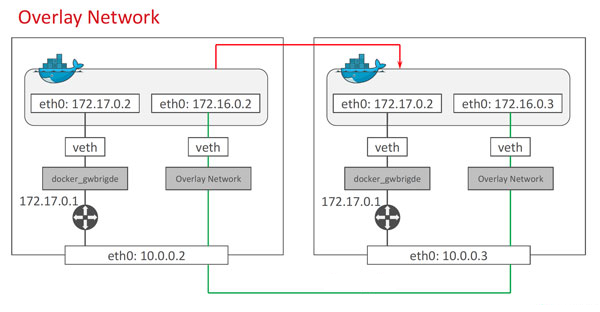 Overlay Network
eth0: 172.17.0.2
eth0: 172.16.0.2
veth
veth
docker_gwbrigde
Overlay Network
172.17.0.1
eth0: 10.0.0.2
eth0: 172.17.0.2
eth0: 172.16.0.3
veth
veth
docker_gwbrigde
Overlay Network
172.17.0.1
eth0: 10.0.0.3